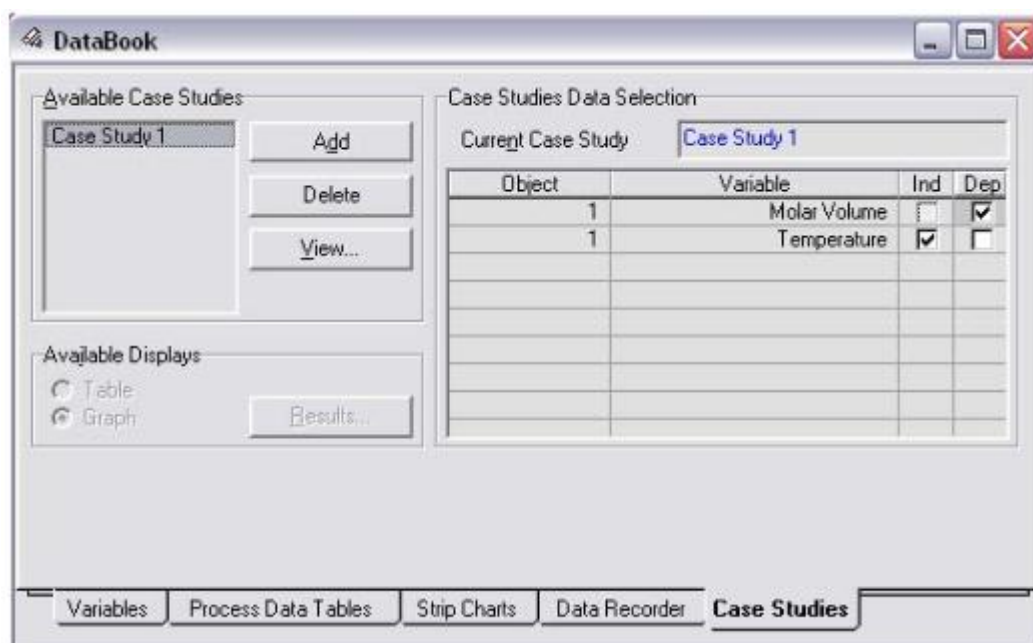 DataBook
Available Case Studies
Case Study 1
Add
Delete
View...
Available Displays
Table
Graph
Results...
Case Studies Data Selection
Current Case Study Case Study 1
Object Variable Ind Dep
1 Molar Volume
1 Temperature
Variables Process Data Tables Strip Charts Data Recorder Case Studies